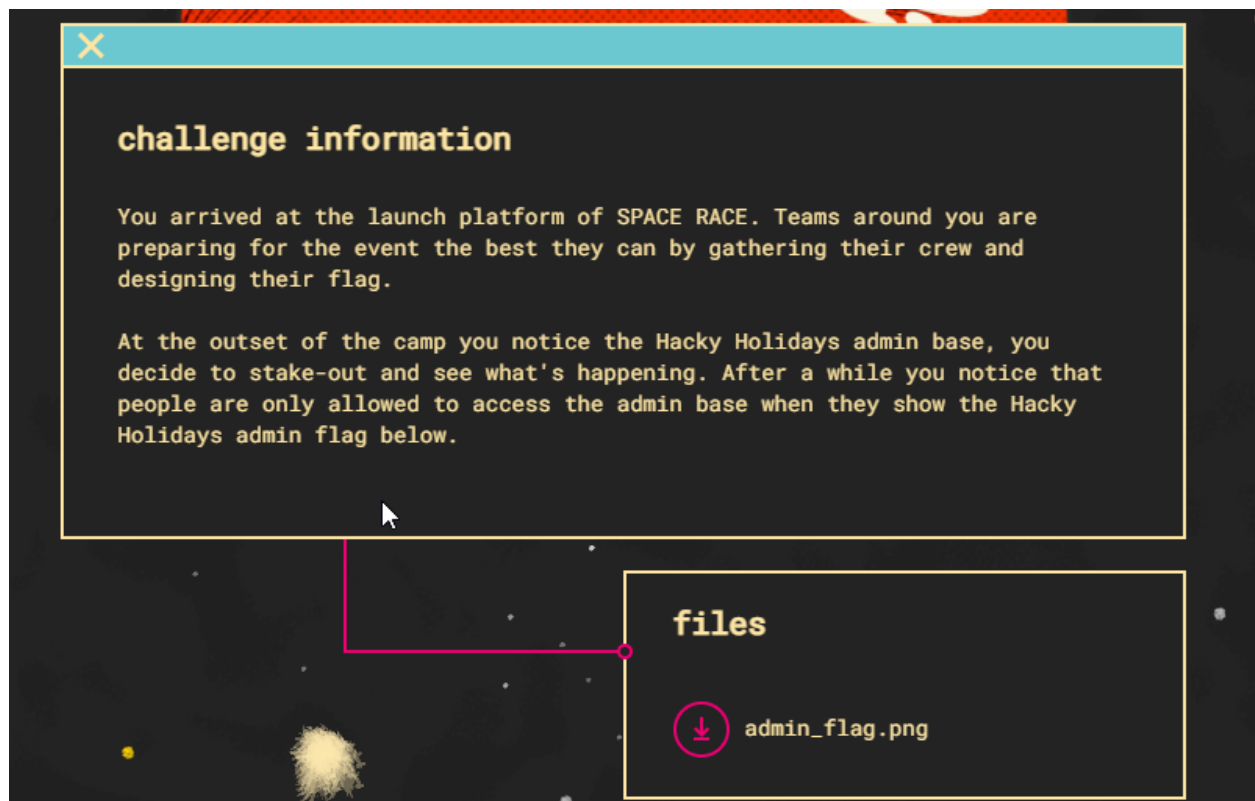 challenge information
You arrived at the launch platform of SPACE RACE. Teams around you are
preparing for the event the best they can by gathering their crew and
designing their flag.
At the outset of the camp you notice the Hacky Holidays admin base, you
decide to stake-out and see what's happening. After a while you notice that
people are only allowed to access the admin base when they show the Hacky
Holidays admin flag below.
files
admin_flag.png